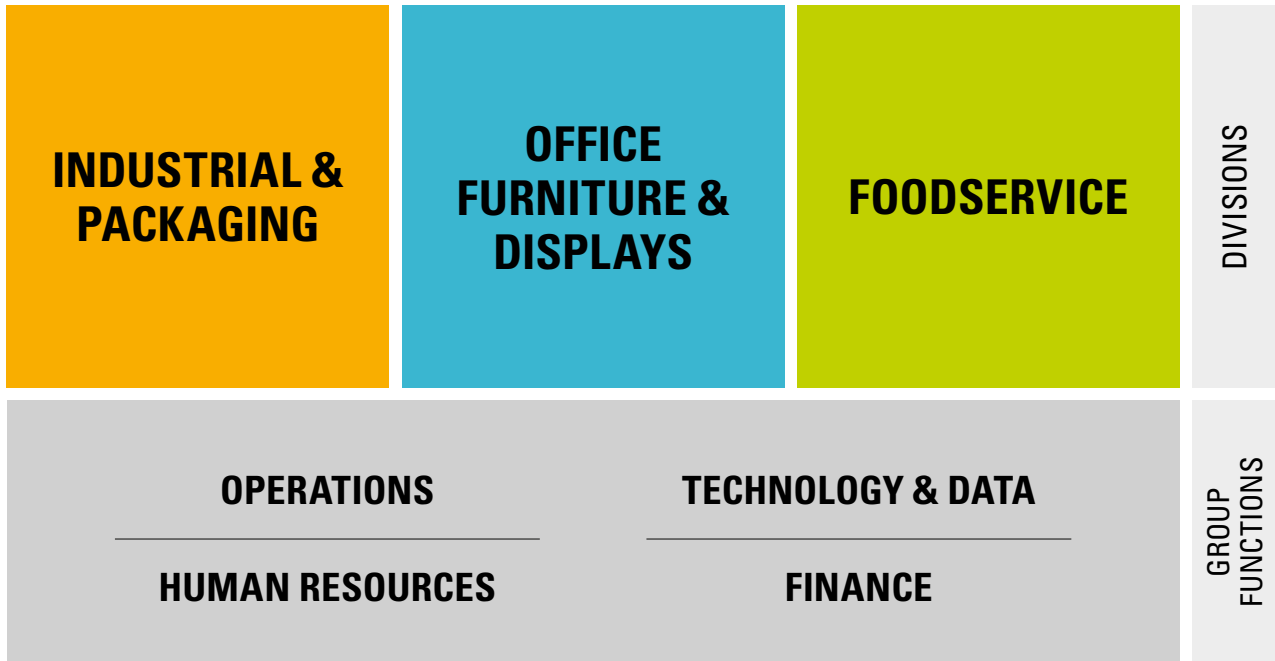 INDUSTRIAL &
PACKAGING
OFFICE
FURNITURE &
DISPLAYS
FOODSERVICE
DIVISIONS
OPERATIONS
HUMAN RESOURCES
TECHNOLOGY & DATA
FINANCE
GROUP
FUNCTIONS